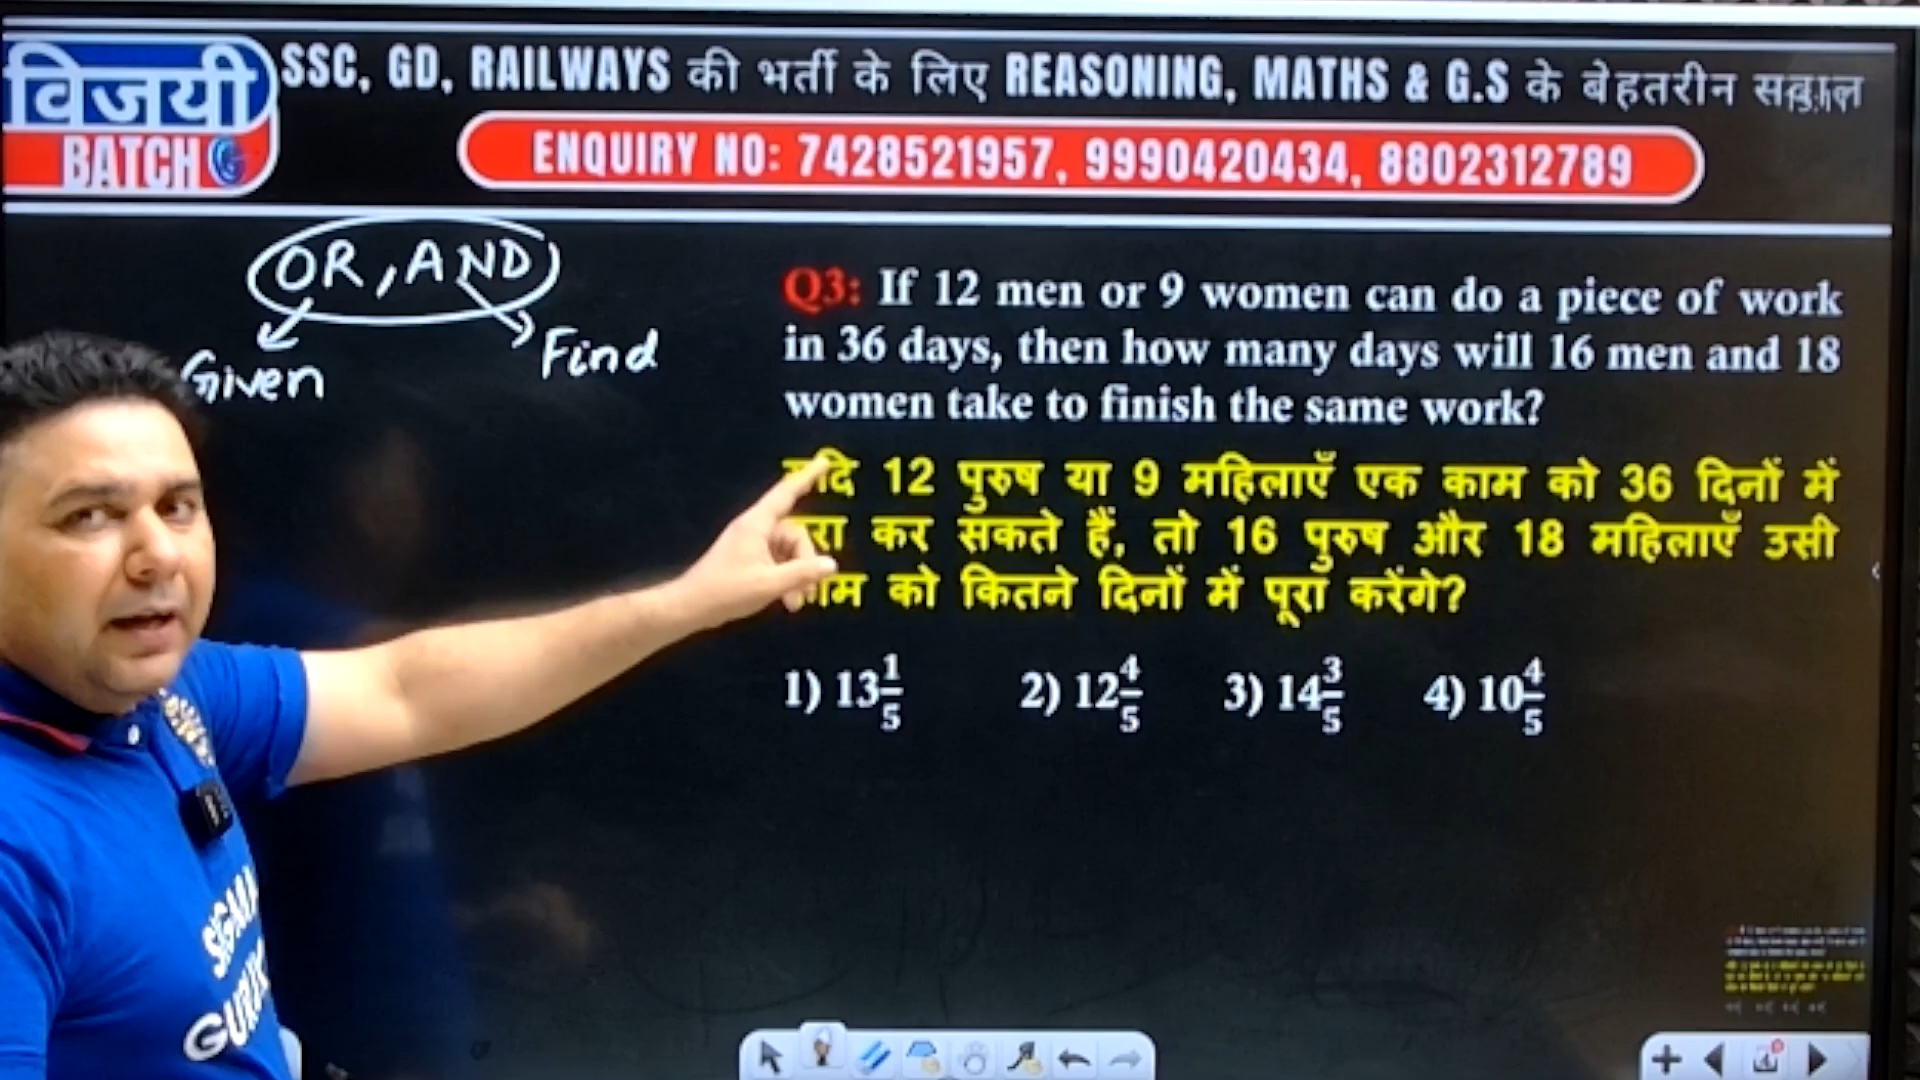 विजयी
BATCH
SSC, GD, RAILWAYS की भर्ती के लिए REASONING, MATHS & G.S के बेहतरीन सवाल
ENQUIRY NO: 7428521957, 9990420434, 8802312789
OR, AND
Given
Find
Q3: If 12 men or 9 women can do a piece of work
in 36 days, then how many days will 16 men and 18
women take to finish the same work?
यदि 12 पुरुष या 9 महिलाएँ एक काम को 36 दिनों में
कर सकते हैं, तो 16 पुरुष और 18 महिलाएँ उसी
काम को कितने दिनों में पूरा करेंगे?
1) 13 1/5 2) 12 4/5 3) 14 3/5 4) 10 4/5